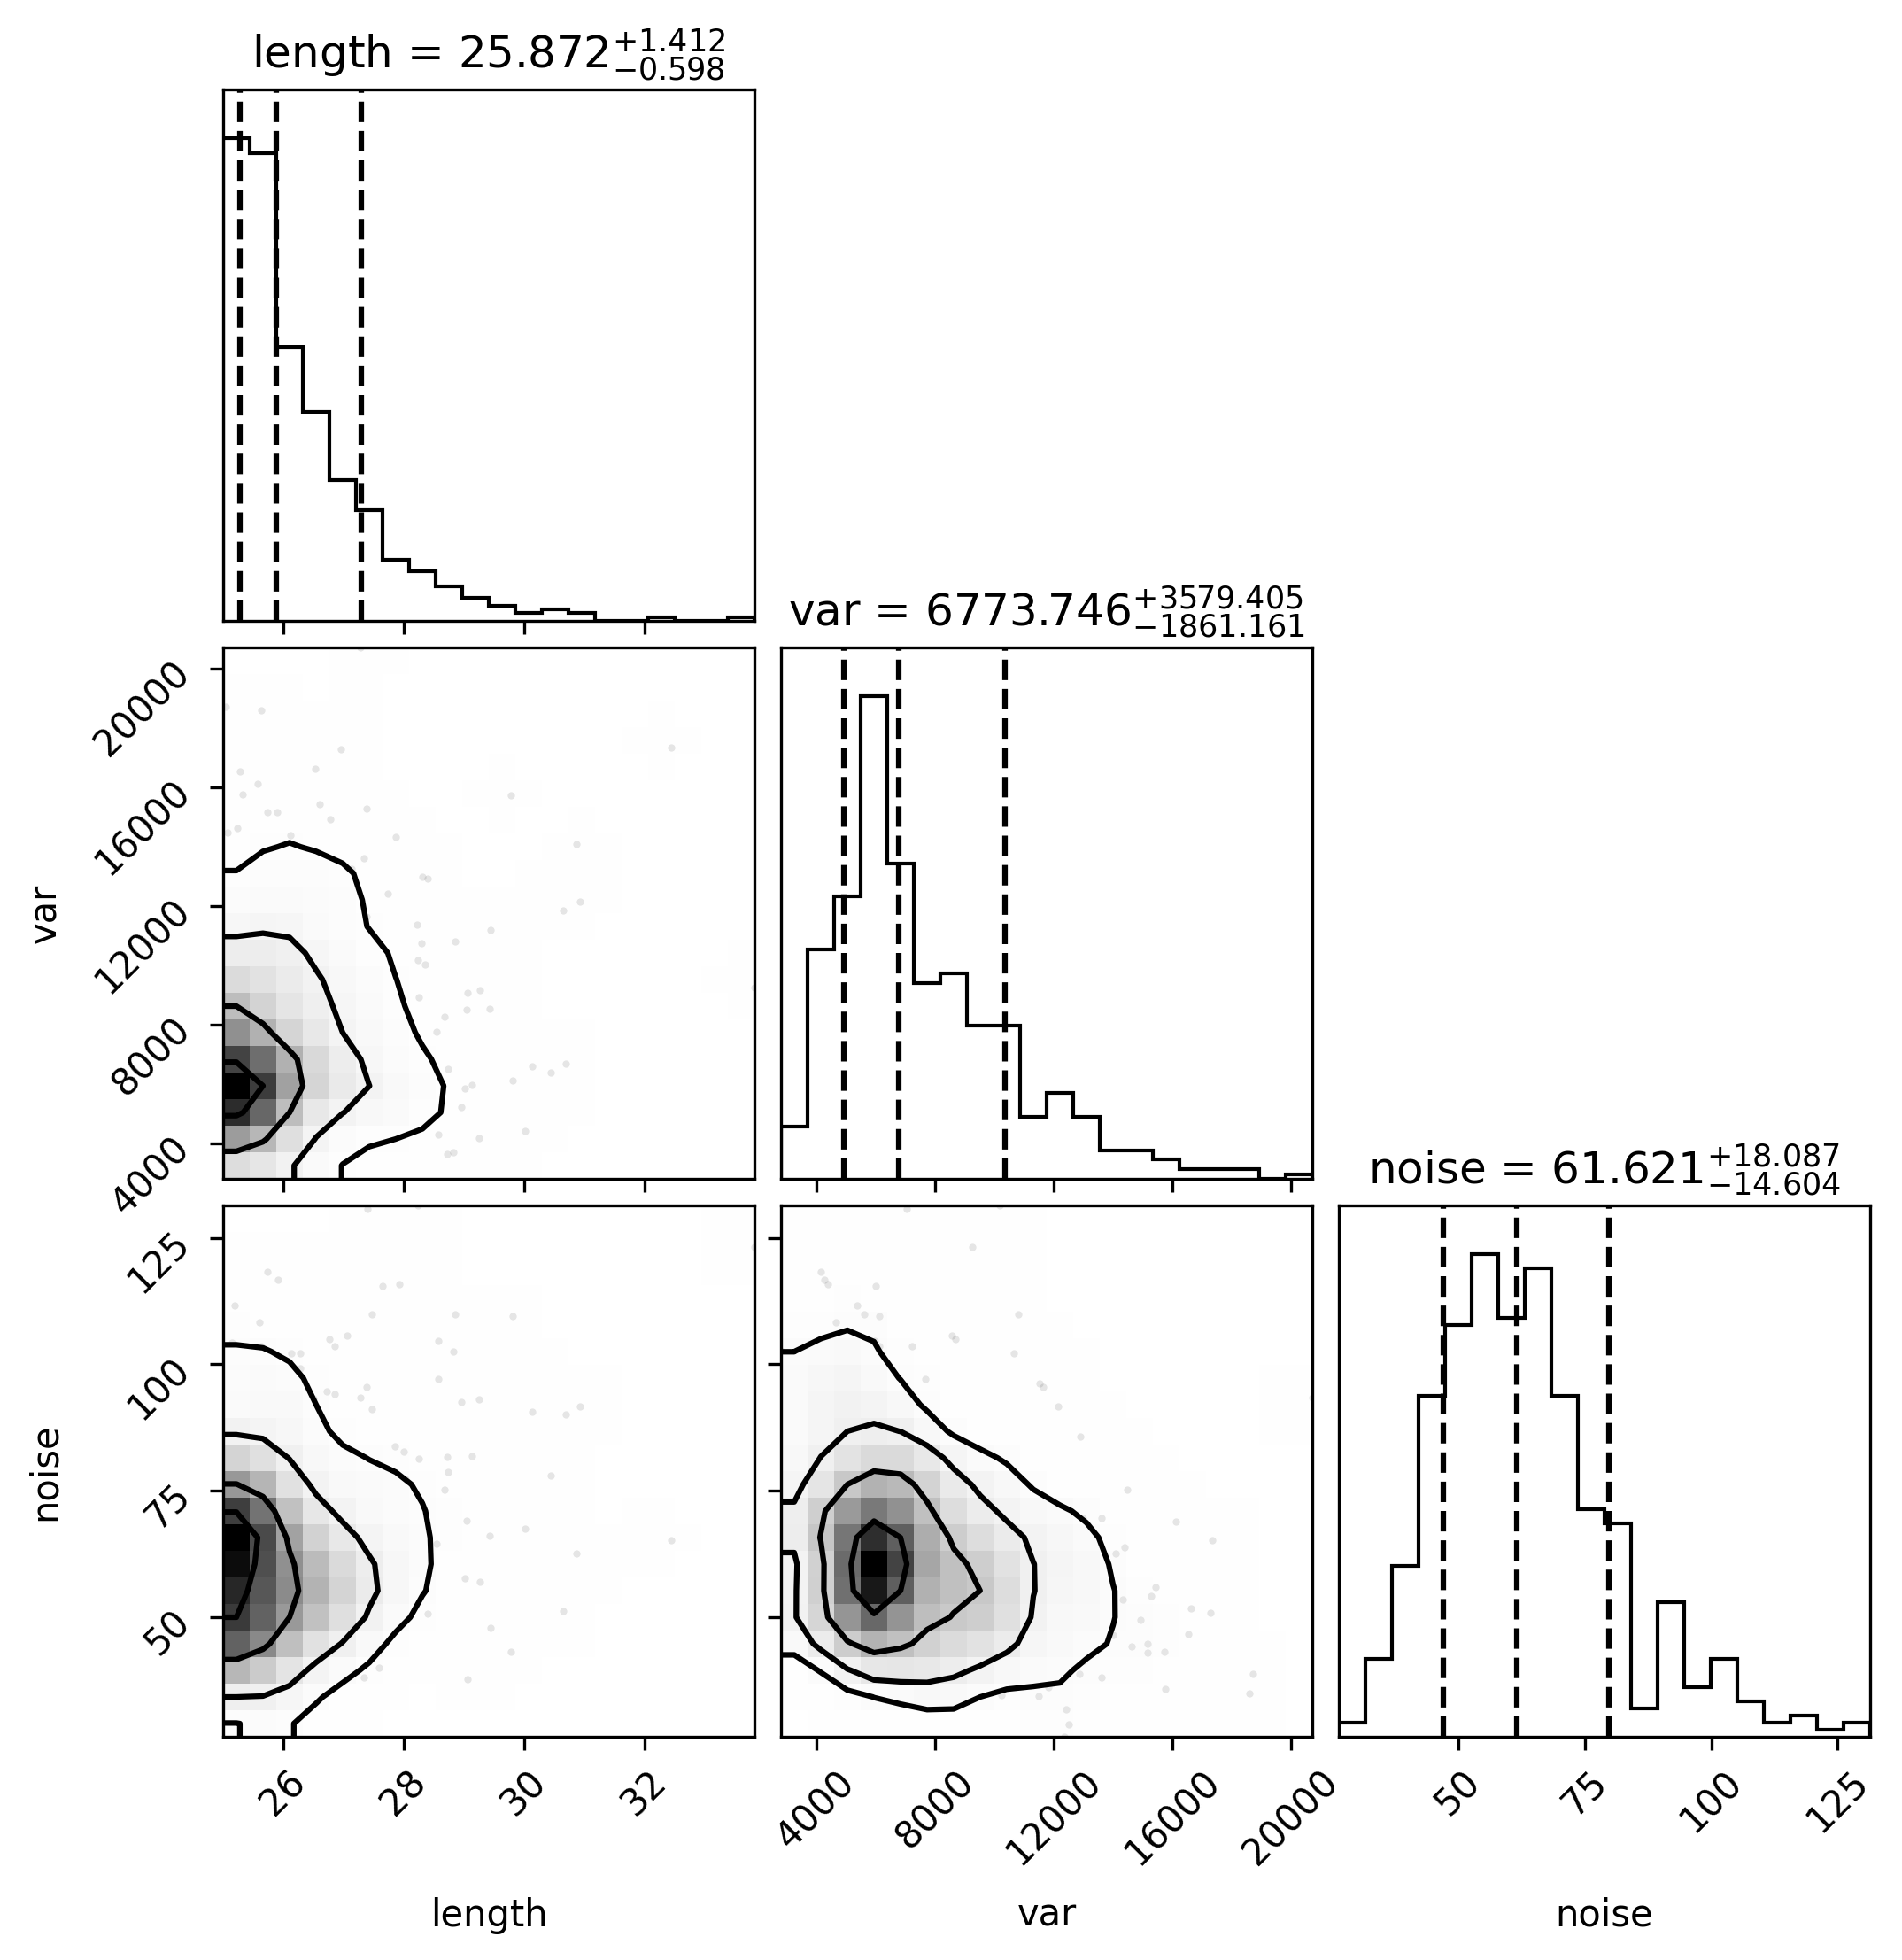 length = 25.872^{+1.412}_{−0.598}
var = 6773.746^{+3579.405}_{−1861.161}
20000
16000
12000
8000
4000
var
noise = 61.621^{+18.087}_{−14.604}
125
100
75
50
noise
26 28 30 32
4000 8000 12000 16000 20000
50 75 100 125
length var noise